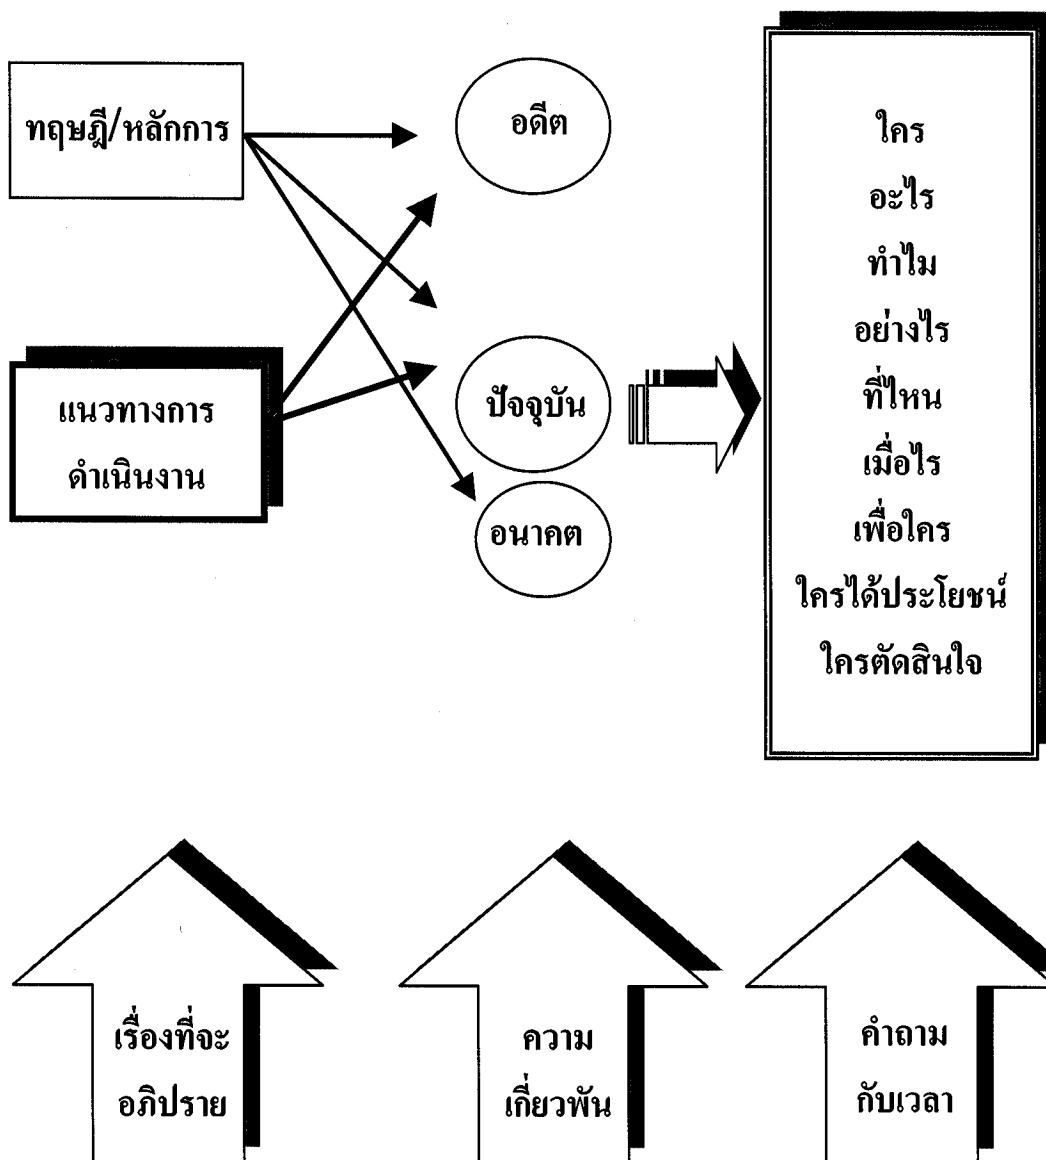 ทฤษฎี/หลักการ
แนวทางการ
ดำเนินงาน
อดีต
ปัจจุบัน
อนาคต
ใคร
อะไร
ทำไม
อย่างไร
ที่ไหน
เมื่อไร
เพื่อใคร
ใครได้ประโยชน์
ใครตัดสินใจ
เรื่องที่จะ
อภิปราย
ความ
เกี่ยวพัน
คำถาม
กับเวลา